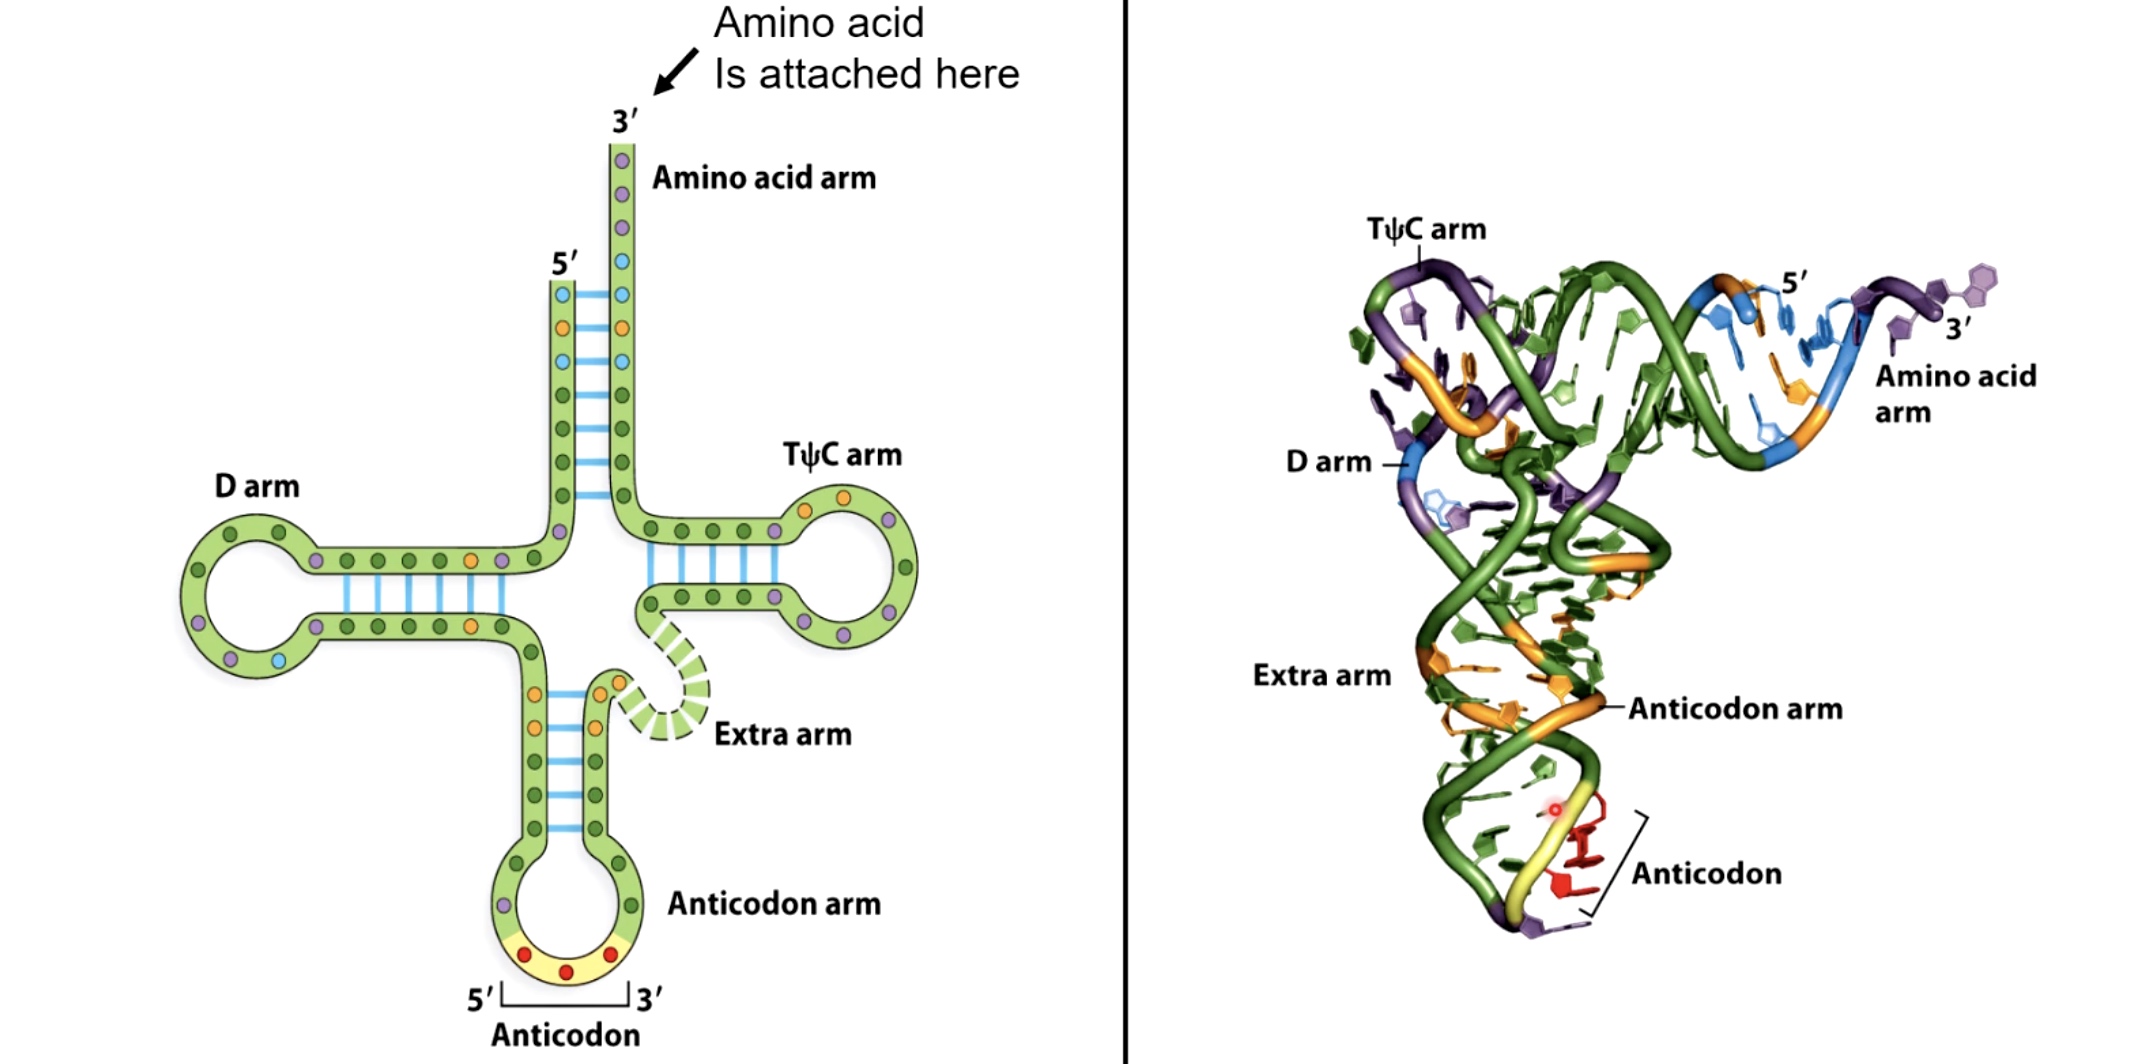 Amino acid
Is attached here
3′
Amino acid arm
5′
TψC arm
D arm
Extra arm
Anticodon arm
5′ 3′
Anticodon
TψC arm
5′
3′
Amino acid
arm
D arm
Extra arm
Anticodon arm
Anticodon